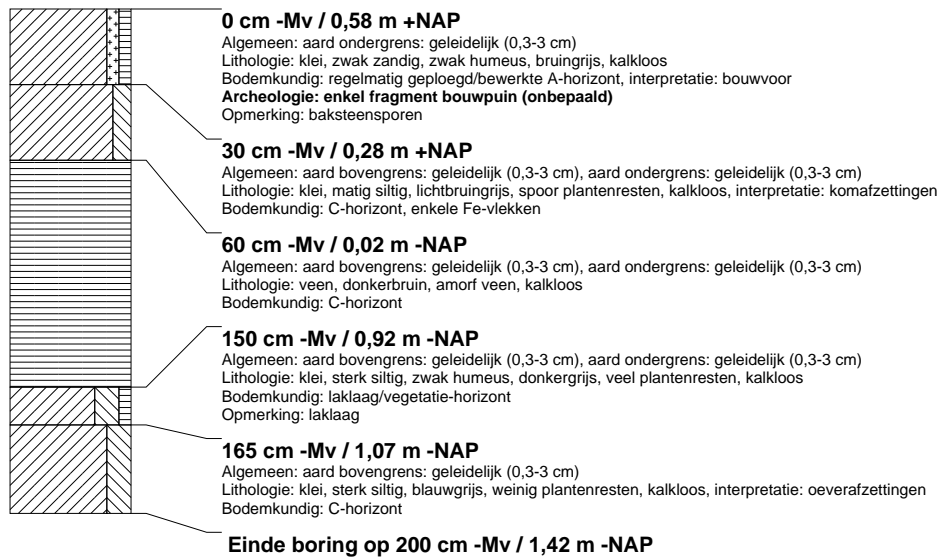 0 cm -Mv / 0,58 m +NAP
Algemeen: aard ondergrens: geleidelijk (0,3-3 cm)
Lithologie: klei, zwak zandig, zwak humeus, bruingrijs, kalkloos
Bodemkundig: regelmatig geploegd/bewerkte A-horizont, interpretatie: bouwvoor
Archeologie: enkel fragment bouwpuin (onbepaald)
Opmerking: baksteensporen
30 cm -Mv / 0,28 m +NAP
Algemeen: aard bovengrens: geleidelijk (0,3-3 cm), aard ondergrens: geleidelijk (0,3-3 cm)
Lithologie: klei, matig siltig, lichtbruingrijs, spoor plantenresten, kalkloos, interpretatie: komafzettingen
Bodemkundig: C-horizont, enkele Fe-vlekken
60 cm -Mv / 0,02 m -NAP
Algemeen: aard bovengrens: geleidelijk (0,3-3 cm), aard ondergrens: geleidelijk (0,3-3 cm)
Lithologie: veen, donkerbruin, amorf veen, kalkloos
Bodemkundig: C-horizont
150 cm -Mv / 0,92 m -NAP
Algemeen: aard bovengrens: geleidelijk (0,3-3 cm), aard ondergrens: geleidelijk (0,3-3 cm)
Lithologie: klei, sterk siltig, zwak humeus, donkergrijs, veel plantenresten, kalkloos
Bodemkundig: laklaag/vegetatie-horizont
Opmerking: laklaag
165 cm -Mv / 1,07 m -NAP
Algemeen: aard bovengrens: geleidelijk (0,3-3 cm)
Lithologie: klei, sterk siltig, blauwgrijs, weinig plantenresten, kalkloos, interpretatie: oeverafzettingen
Bodemkundig: C-horizont
Einde boring op 200 cm -Mv / 1,42 m -NAP